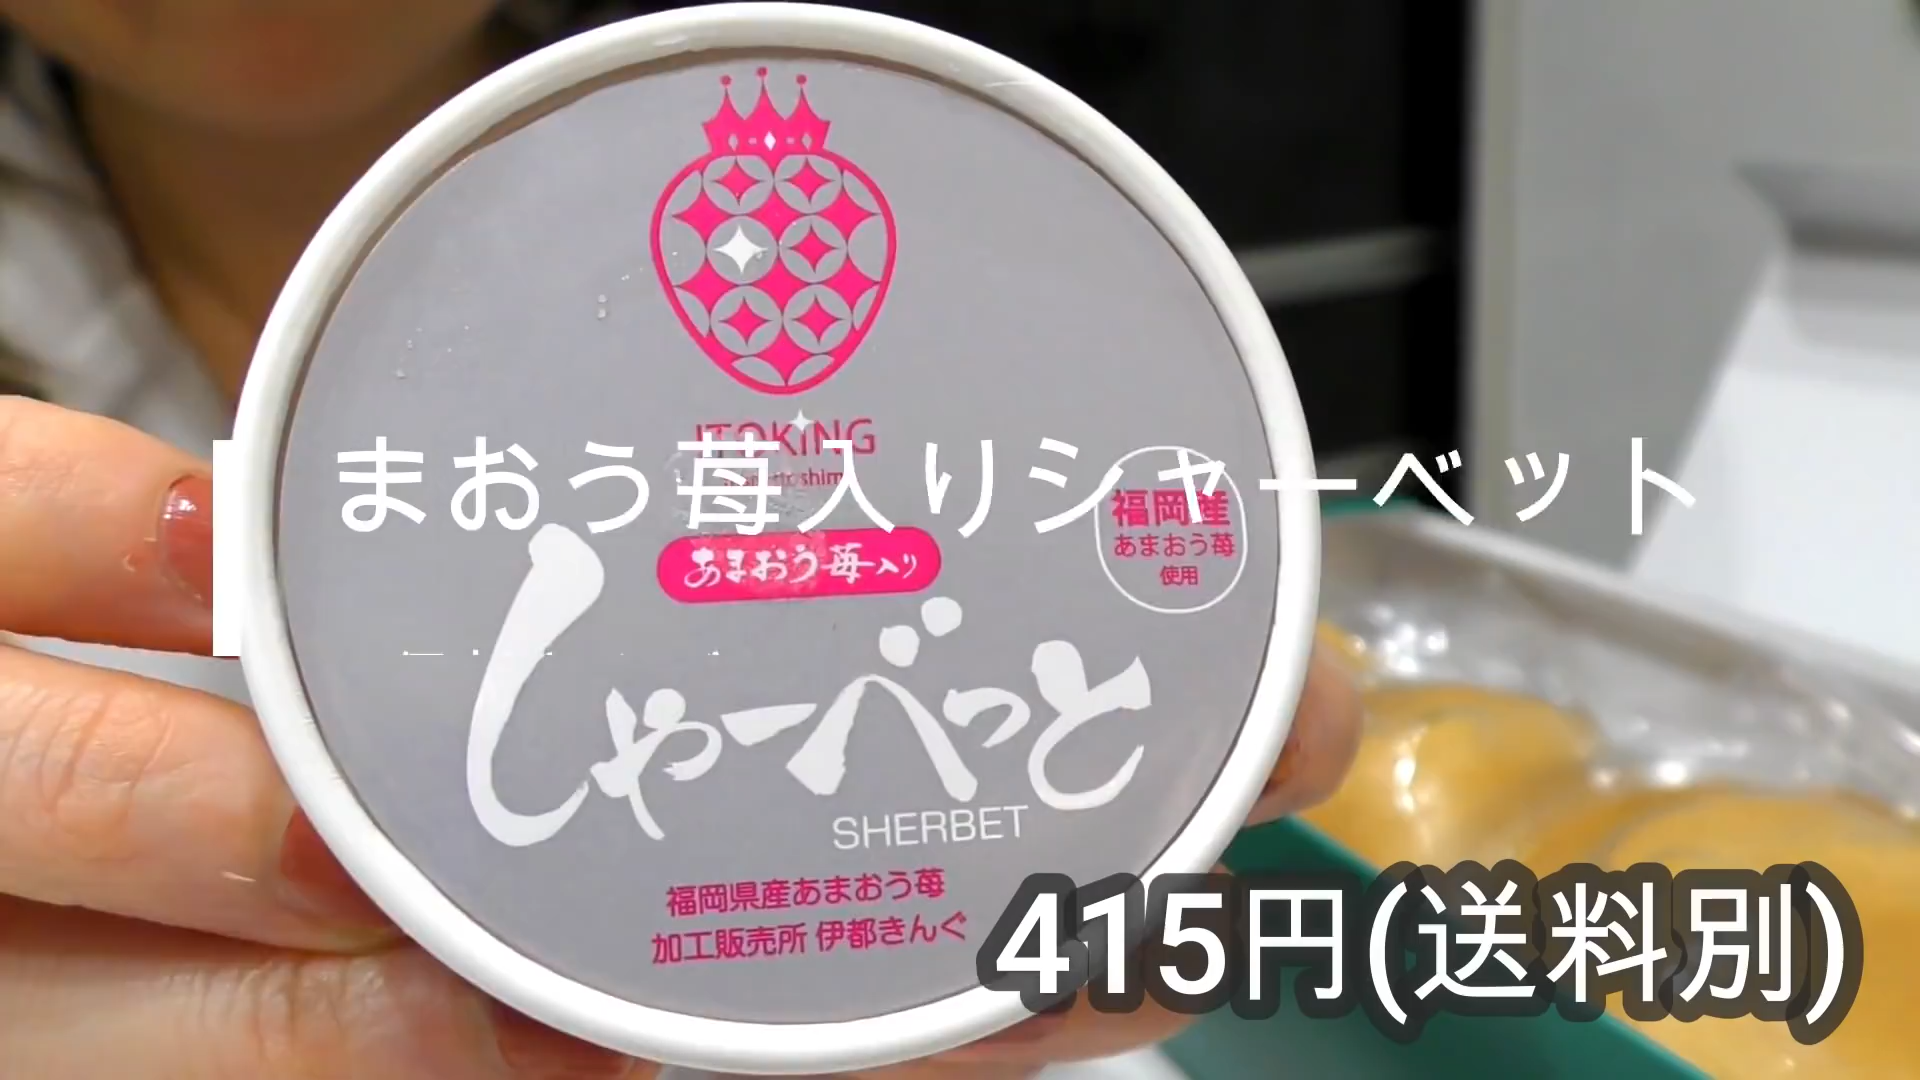 ITOKING
まおう苺入りシャーベット
福岡産
あまおう苺
使用
あまおう苺入り
しゃーべっと
SHERBET
福岡県産あまおう苺
加工販売所 伊都きんぐ
415円(送料別)